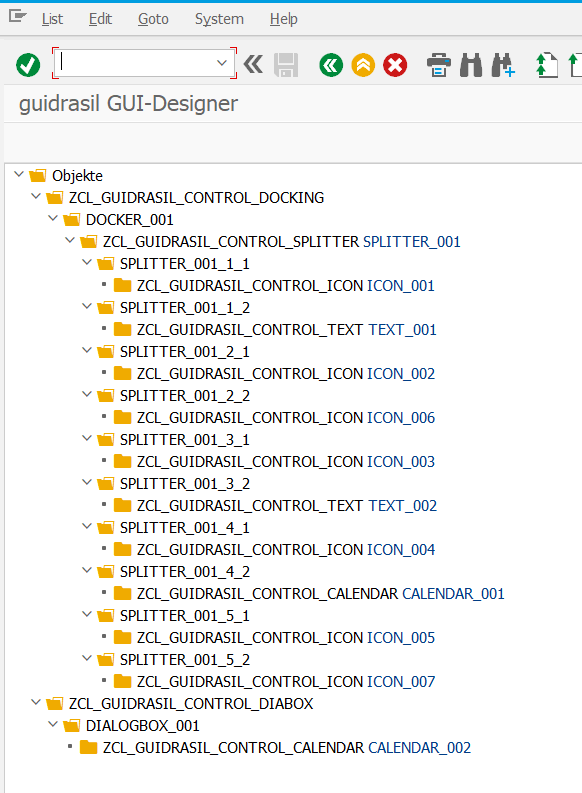 List Edit Goto System Help
guidrasil GUI-Designer
Objekte
ZCL_GUIDRASIL_CONTROL_DOCKING
DOCKER_001
ZCL_GUIDRASIL_CONTROL_SPLITTER SPLITTER_001
SPLITTER_001_1_1
ZCL_GUIDRASIL_CONTROL_ICON ICON_001
SPLITTER_001_1_2
ZCL_GUIDRASIL_CONTROL_TEXT TEXT_001
SPLITTER_001_2_1
ZCL_GUIDRASIL_CONTROL_ICON ICON_002
SPLITTER_001_2_2
ZCL_GUIDRASIL_CONTROL_ICON ICON_006
SPLITTER_001_3_1
ZCL_GUIDRASIL_CONTROL_ICON ICON_003
SPLITTER_001_3_2
ZCL_GUIDRASIL_CONTROL_TEXT TEXT_002
SPLITTER_001_4_1
ZCL_GUIDRASIL_CONTROL_ICON ICON_004
SPLITTER_001_4_2
ZCL_GUIDRASIL_CONTROL_CALENDAR CALENDAR_001
SPLITTER_001_5_1
ZCL_GUIDRASIL_CONTROL_ICON ICON_005
SPLITTER_001_5_2
ZCL_GUIDRASIL_CONTROL_ICON ICON_007
ZCL_GUIDRASIL_CONTROL_DIABOX
DIALOGBOX_001
ZCL_GUIDRASIL_CONTROL_CALENDAR CALENDAR_002